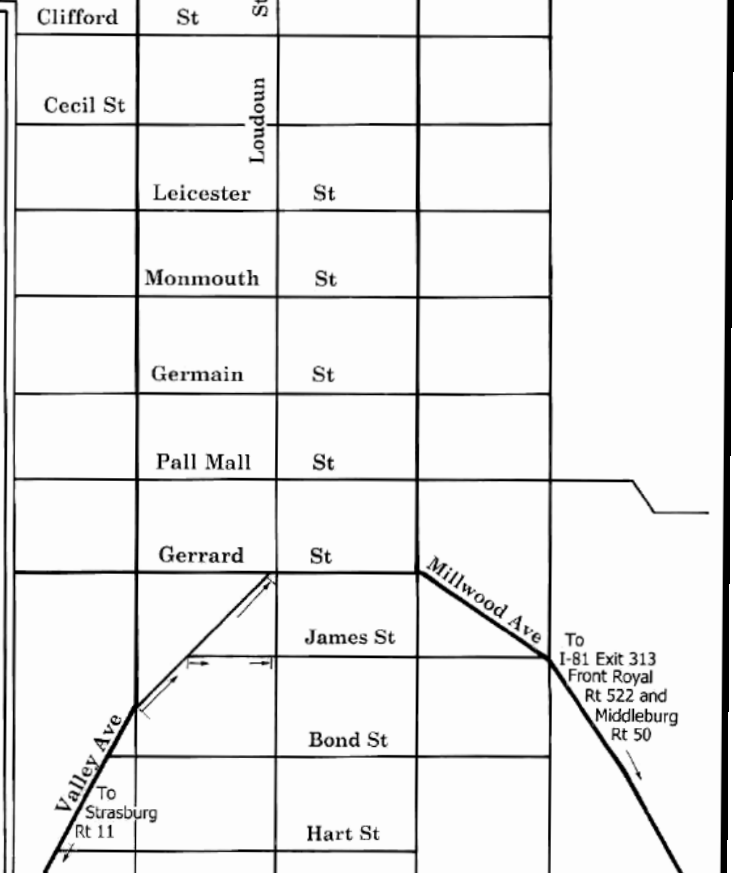 Clifford St
St
Cecil St
Loudoun
Leicester St
Monmouth St
Germain St
Pall Mall St
Gerrard St
Millwood Ave
James St
To
I-81 Exit 313
Front Royal
Rt 522 and
Middleburg
Rt 50
Bond St
Valley Ave
To
Strasburg
Rt 11
Hart St